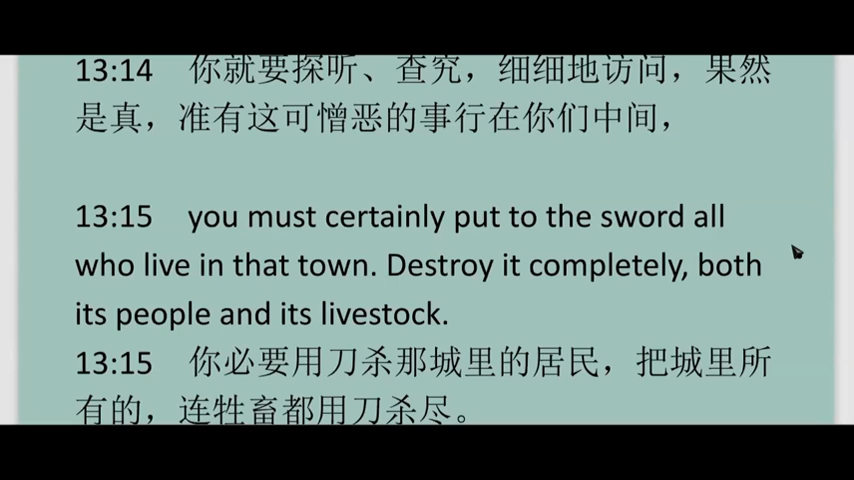 13:14 你就要探听、查究，细细地访问，果然
是真，准有这可憎恶的事行在你们中间，
13:15 you must certainly put to the sword all
who live in that town. Destroy it completely, both
its people and its livestock.
13:15 你必要用刀杀那城里的居民，把城里所
有的，连牲畜都用刀杀尽。